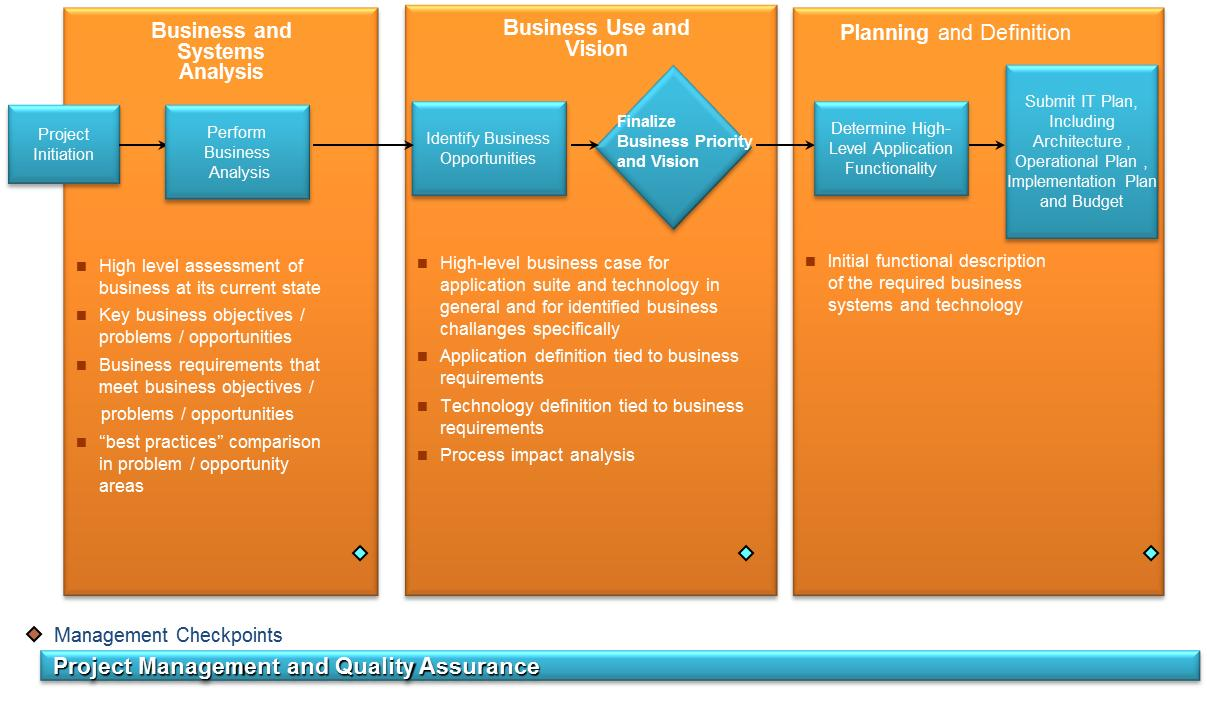 Business and
Systems
Analysis
Project
Initiation
Perform
Business
Analysis
High level assessment of
business at its current state
Key business objectives /
problems / opportunities
Business requirements that
meet business objectives /
problems / opportunities
“best practices” comparison
in problem / opportunity
areas
Business Use and
Vision
Identify Business
Opportunities
Finalize
Business Priority
and Vision
High-level business case for
application suite and technology in
general and for identified business
challanges specifically
Application definition tied to business
requirements
Technology definition tied to business
requirements
Process impact analysis
Planning and Definition
Determine High-
Level Application
Functionality
Submit IT Plan,
Including
Architecture ,
Operational Plan ,
Implementation Plan
and Budget
Initial functional description
of the required business
systems and technology
Management Checkpoints
Project Management and Quality Assurance